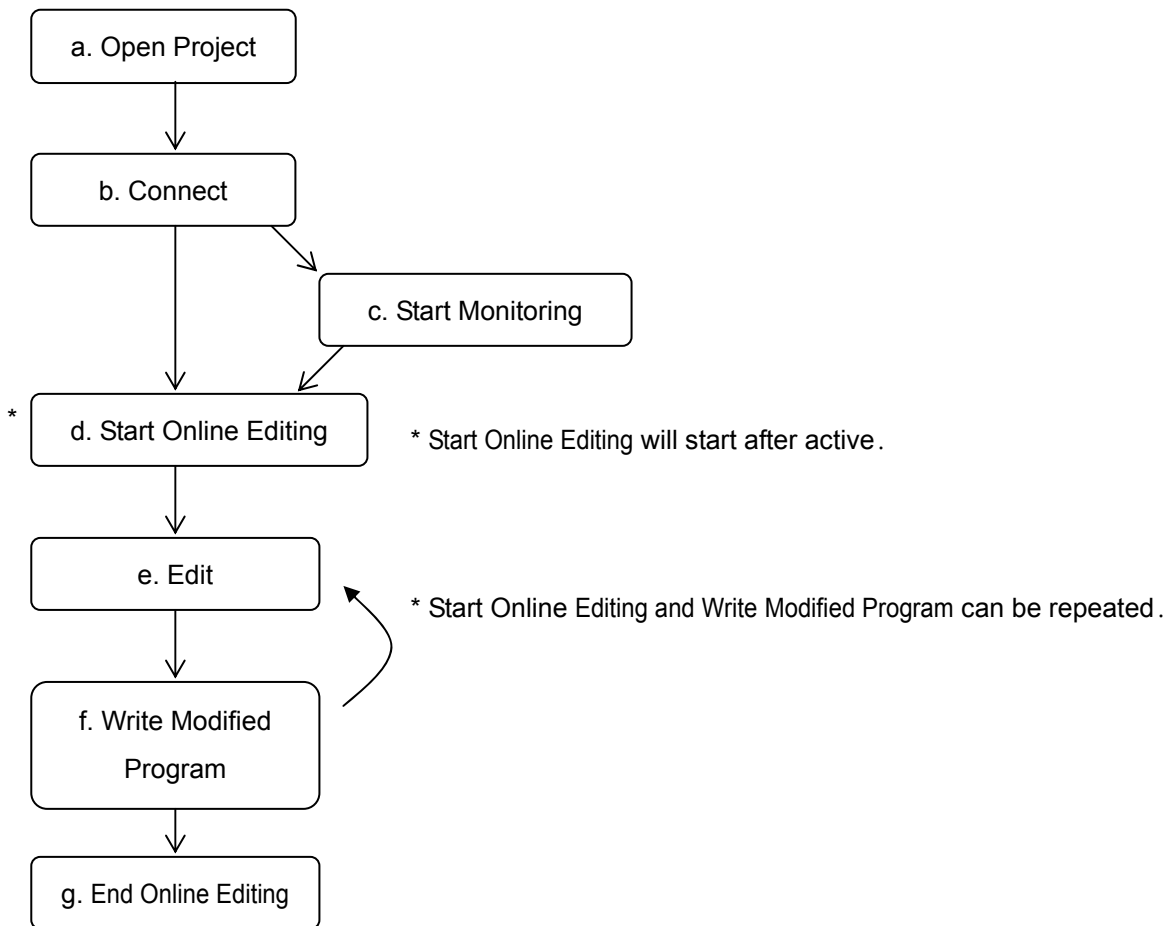 a. Open Project
b. Connect
c. Start Monitoring
*
d. Start Online Editing
* Start Online Editing will start after active.
e. Edit
* Start Online Editing and Write Modified Program can be repeated.
f. Write Modified
Program
g. End Online Editing